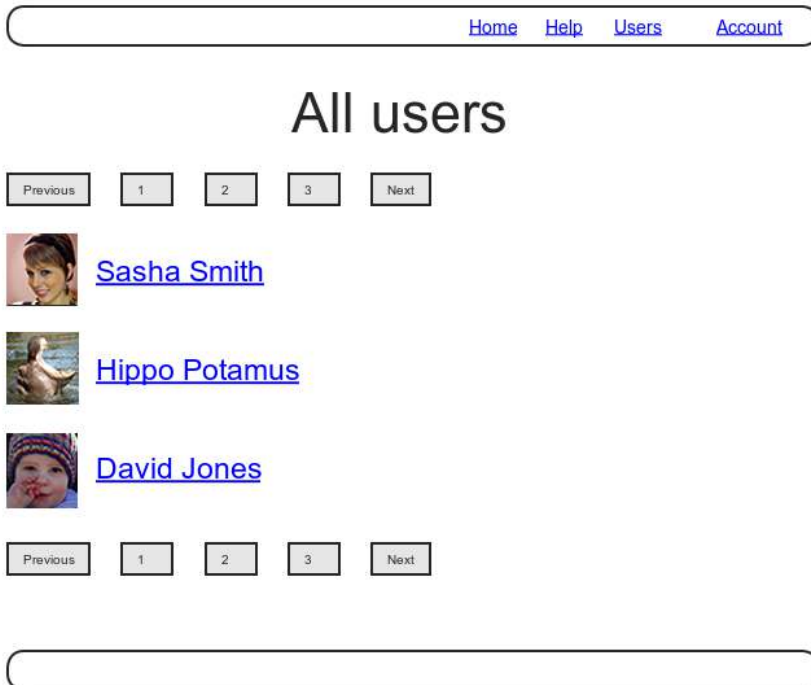 Home Help Users Account
All users
Previous 1 2 3 Next
Sasha Smith
Hippo Potamus
David Jones
Previous 1 2 3 Next